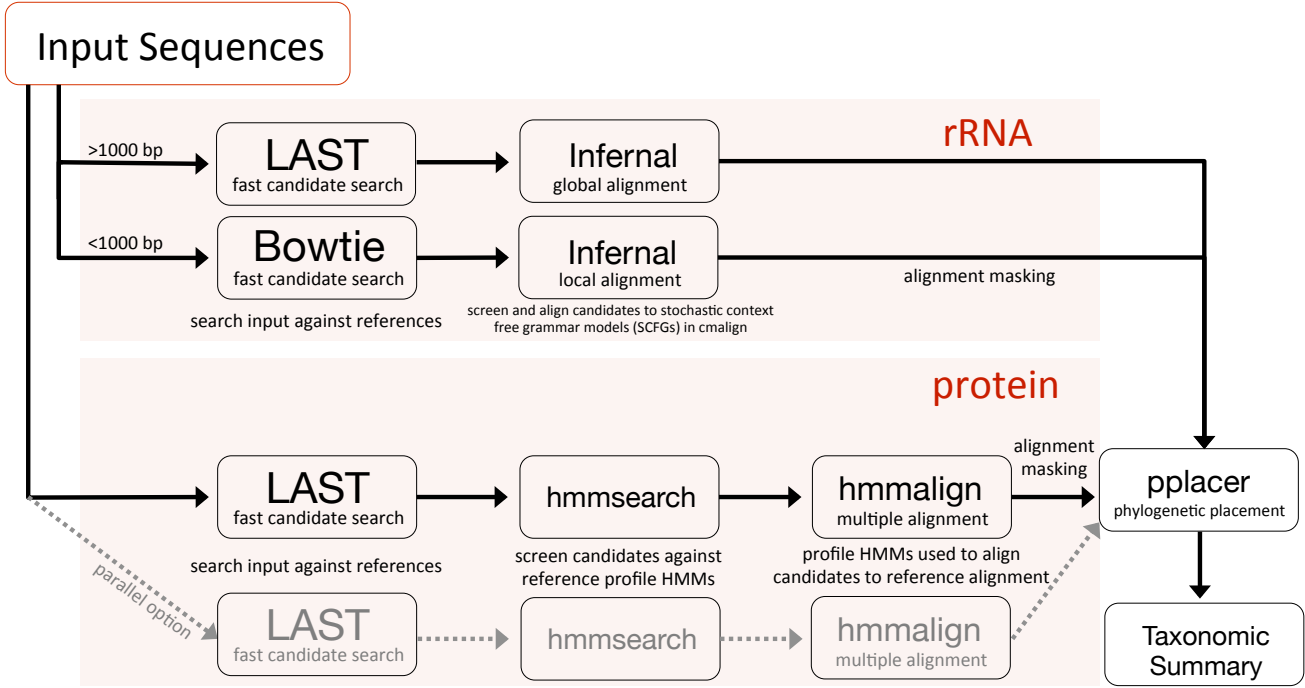 Input Sequences
rRNA
>1000 bp
LAST
fast candidate search
Infernal
global alignment
<1000 bp
Bowtie
fast candidate search
Infernal
local alignment
alignment masking
search input against references
screen and align candidates to stochastic context
free grammar models (SCFGs) in cmalign
protein
LAST
fast candidate search
hmmsearch
hmmalign
multiple alignment
alignment
masking
pplacer
phylogenetic placement
search input against references
screen candidates against
reference profile HMMs
profile HMMs used to align
candidates to reference alignment
parallel option
LAST
fast candidate search
hmmsearch
hmmalign
multiple alignment
Taxonomic
Summary